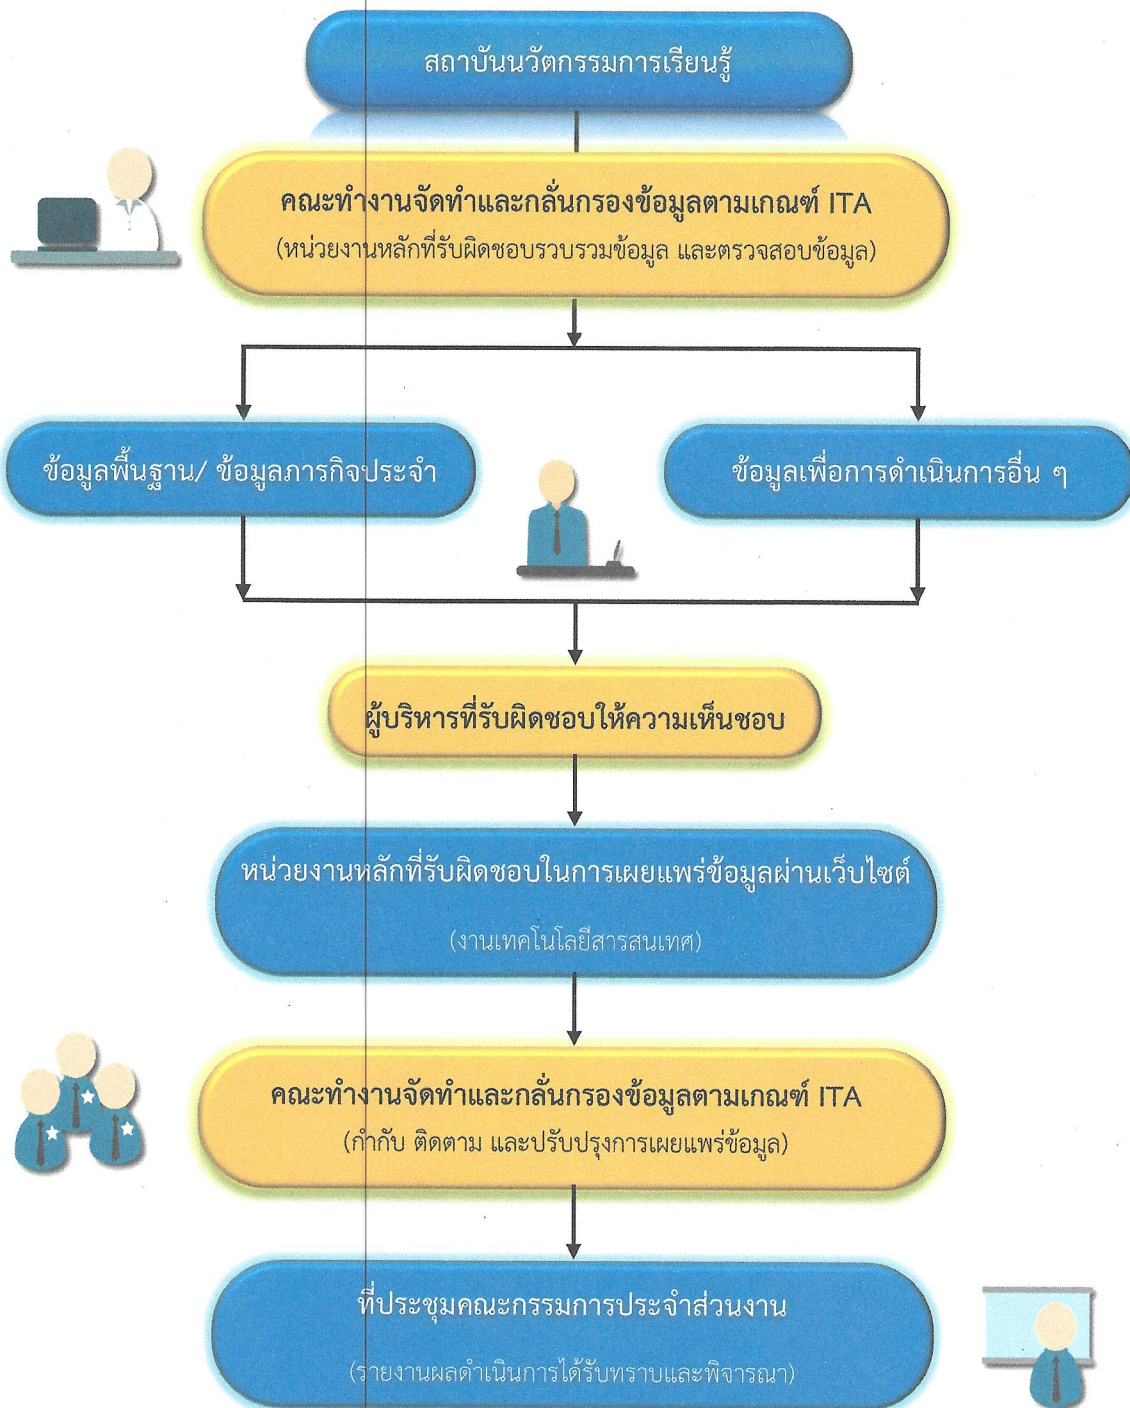 สถาบันนวัตกรรมการเรียนรู้
คณะทำงานจัดทำและกลั่นกรองข้อมูลตามเกณฑ์ ITA
(หน่วยงานหลักที่รับผิดชอบรวบรวมข้อมูล และตรวจสอบข้อมูล)
ข้อมูลพื้นฐาน/ ข้อมูลภารกิจประจำ
ข้อมูลเพื่อการดำเนินการอื่น ๆ
ผู้บริหารที่รับผิดชอบให้ความเห็นชอบ
หน่วยงานหลักที่รับผิดชอบในการเผยแพร่ข้อมูลผ่านเว็บไซต์
(งานเทคโนโลยีสารสนเทศ)
คณะทำงานจัดทำและกลั่นกรองข้อมูลตามเกณฑ์ ITA
(กำกับ ติดตาม และปรับปรุงการเผยแพร่ข้อมูล)
ที่ประชุมคณะกรรมการประจำส่วนงาน
(รายงานผลดำเนินการได้รับทราบและพิจารณา)